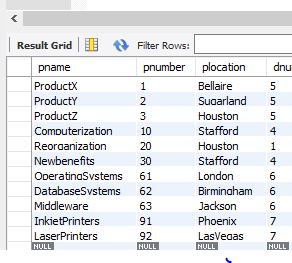 Result Grid Filter Rows:
pname pnumber plocation dnu
ProductX 1 Bellaire 5
ProductY 2 Sugarland 5
ProductZ 3 Houston 5
Computerization 10 Stafford 4
Reorganization 20 Houston 1
Newbenefits 30 Stafford 4
OperatingSystems 61 London 6
DatabaseSystems 62 Birmingham 6
Middleware 63 Jackson 6
InkjetPrinters 91 Phoenix 7
LaserPrinters 92 LasVegas 7
NULL NULL NULL NULL